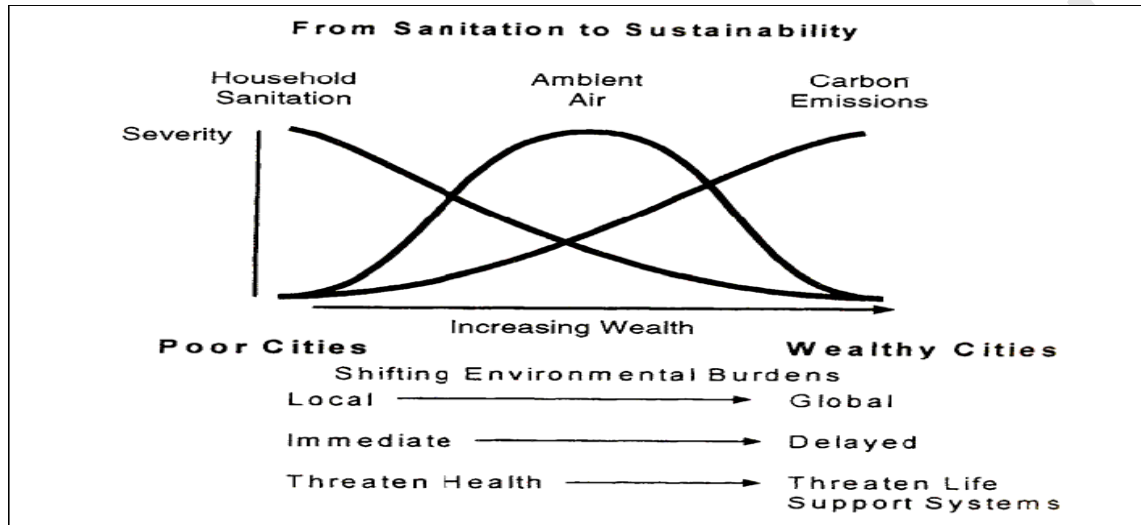 From Sanitation to Sustainability
Household
Sanitation
Ambient
Air
Carbon
Emissions
Severity
Increasing Wealth
Poor Cities
Wealthy Cities
Shifting Environmental Burdens
Local
Global
Immediate
Delayed
Threaten Health
Threaten Life
Support Systems